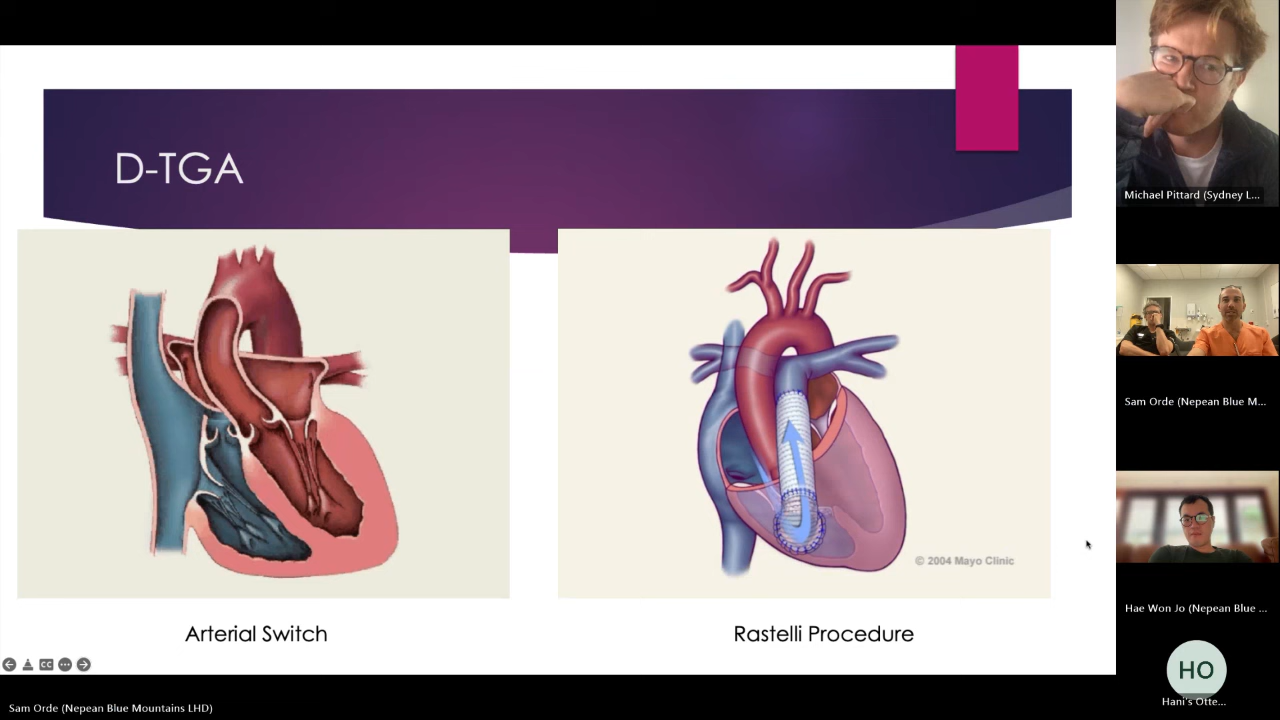 D-TGA
© 2004 Mayo Clinic
Arterial Switch
Rastelli Procedure
CC
Sam Orde (Nepean Blue Mountains LHD)
Michael Pittard (Sydney L...
Sam Orde (Nepean Blue M...
Hae Won Jo (Nepean Blue ...
HO
Hani's Otte...